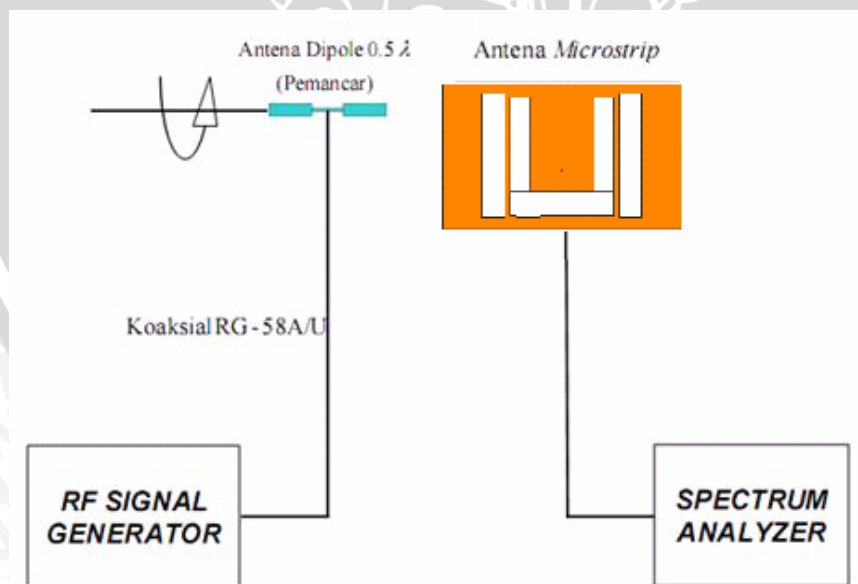 Antena Dipole 0.5 λ
(Pemancar)
Antena Microstrip
Koaksial RG - 58A/U
RF SIGNAL
GENERATOR
SPECTRUM
ANALYZER